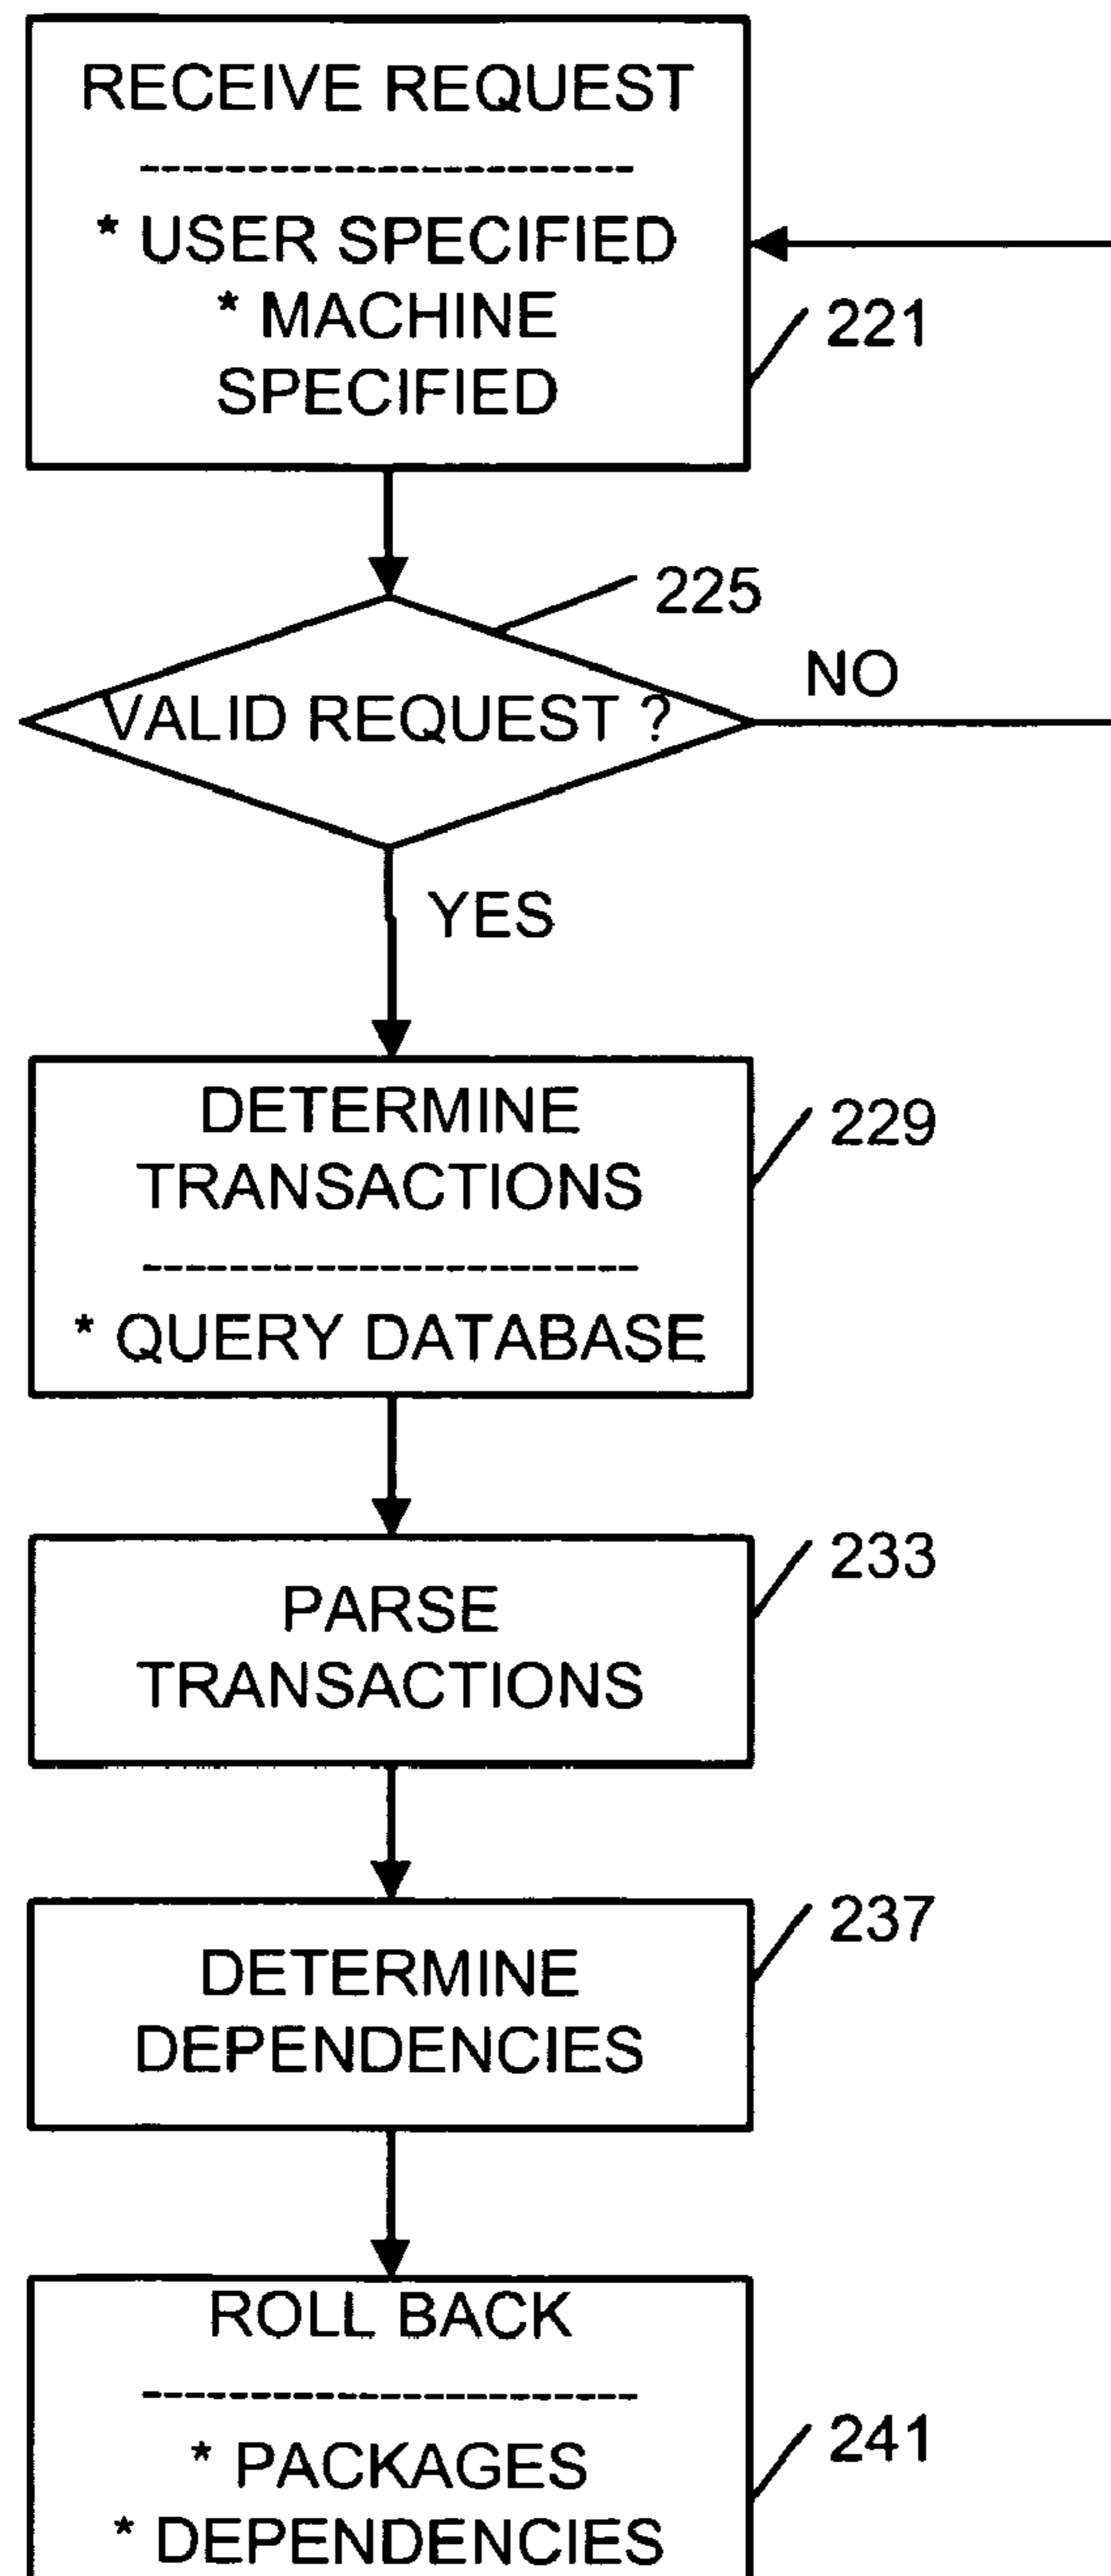 RECEIVE REQUEST
---------------------------
* USER SPECIFIED
* MACHINE
SPECIFIED
221
225
VALID REQUEST ?
NO
YES
DETERMINE
TRANSACTIONS
---------------------------
* QUERY DATABASE
229
PARSE
TRANSACTIONS
233
DETERMINE
DEPENDENCIES
237
ROLL BACK
---------------------------
* PACKAGES
* DEPENDENCIES
241